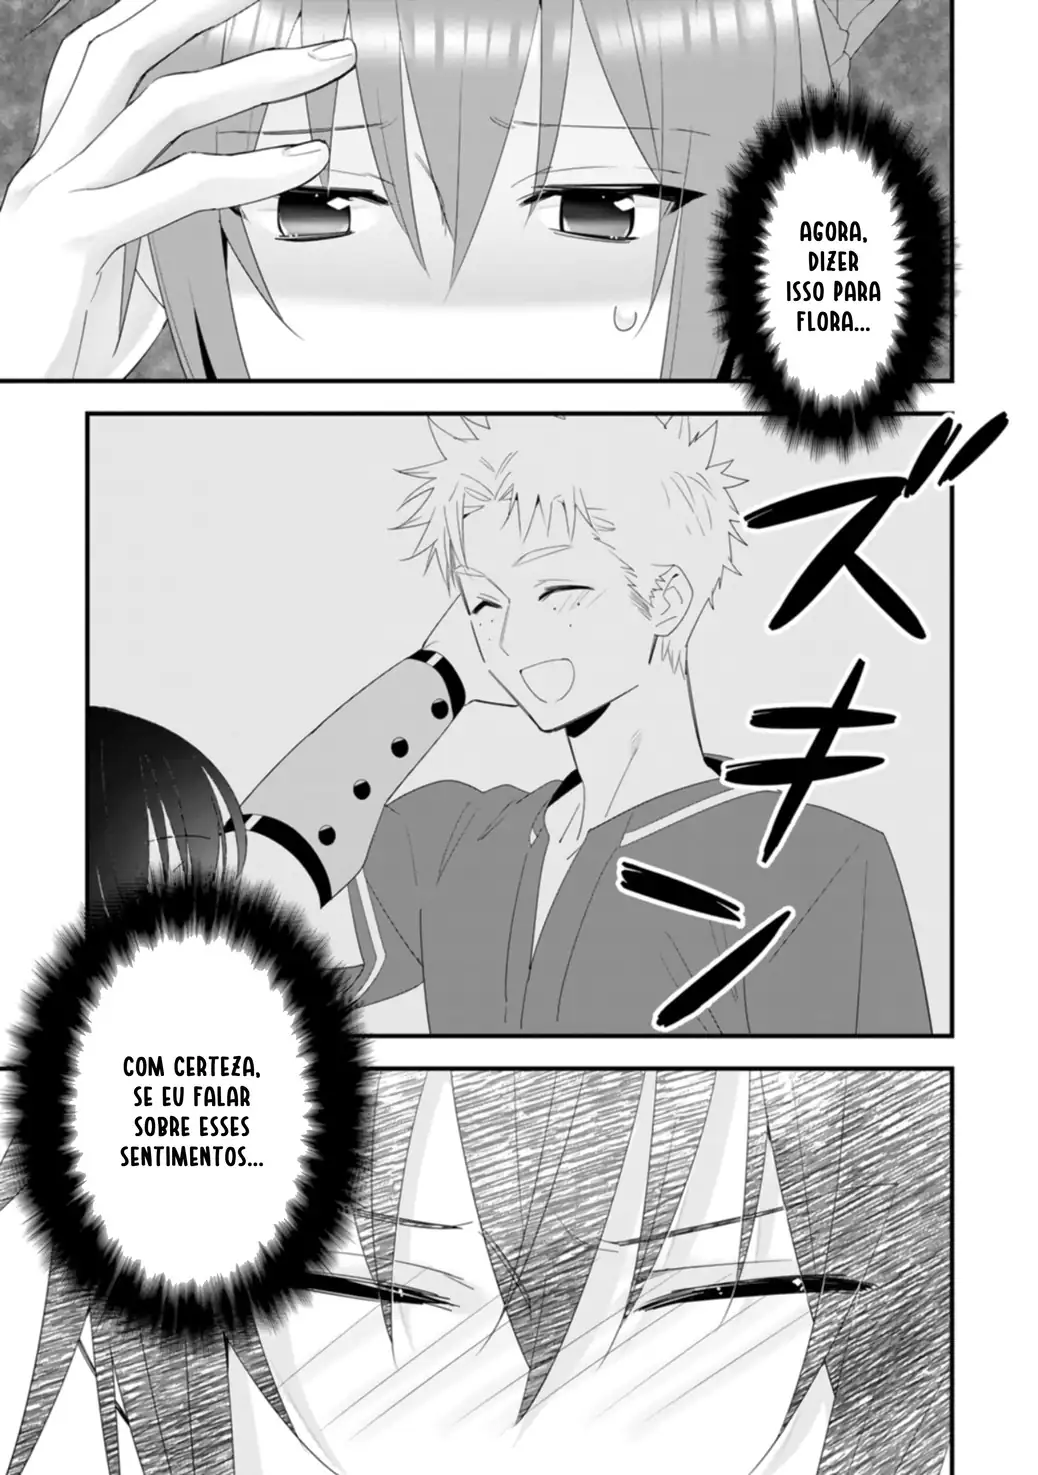 AGORA,
DIZER
ISSO PARA
FLORA...
ズキン
COM CERTEZA,
SE EU FALAR
SOBRE ESSES
SENTIMENTOS...